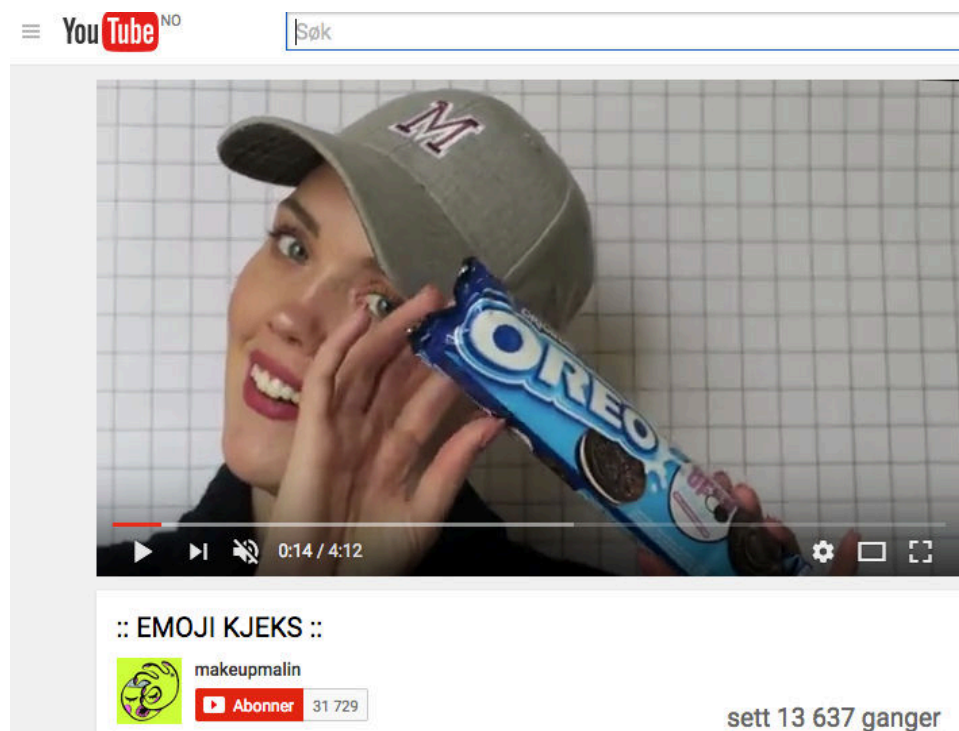 YouTube NO
Søk
M
OREO
0:14 / 4:12
:: EMOJI KJEKS ::
makeupmalin
Abonner 31 729
sett 13 637 ganger